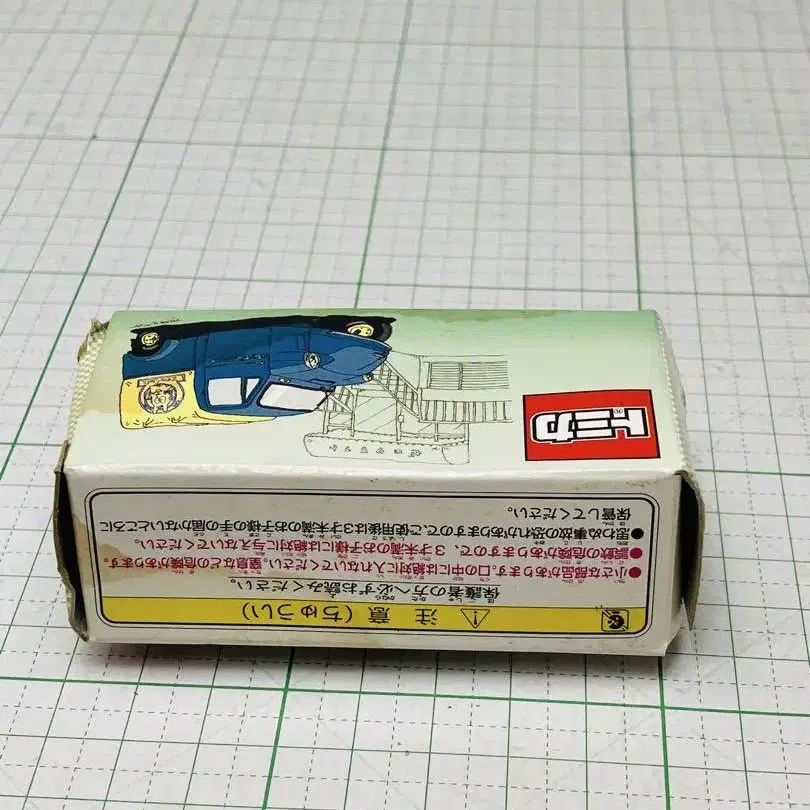 トミカ
注意(ちゅうい)
保護者の方へ必ずお読みください。
●小さな部品があります。口の中には絶対に入れないでください。窒息などの危険があります。
●誤飲の危険がありますので、3才未満のお子様には絶対に与えないでください。
●思わぬ事故の恐れがありますので、ご使用後は3才未満のお子様の手の届かないところに
保管してください。